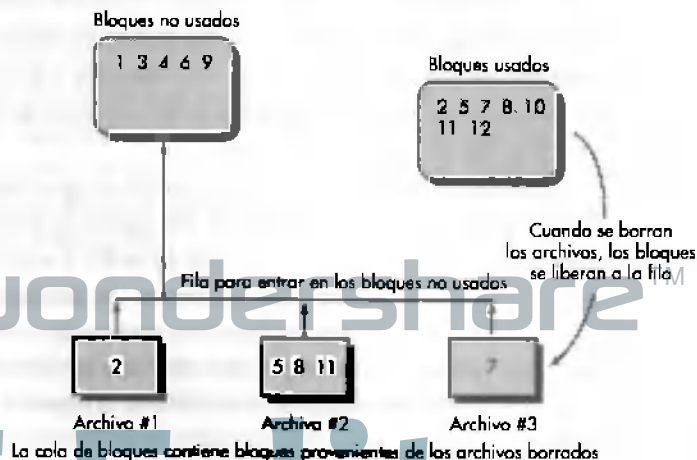 Bloques no usados
1 3 4 6 9
Bloques usados
2 5 7 8 10
11 12
Cuando se borran
los archivos, los bloques
se liberan a la fila
Fila para entrar en los bloques no usados
wondershare™
2
5 8 11
7
Archivo #1
Archivo #2
Archivo #3
La cola de bloques contiene bloques provenientes de los archivos borrados